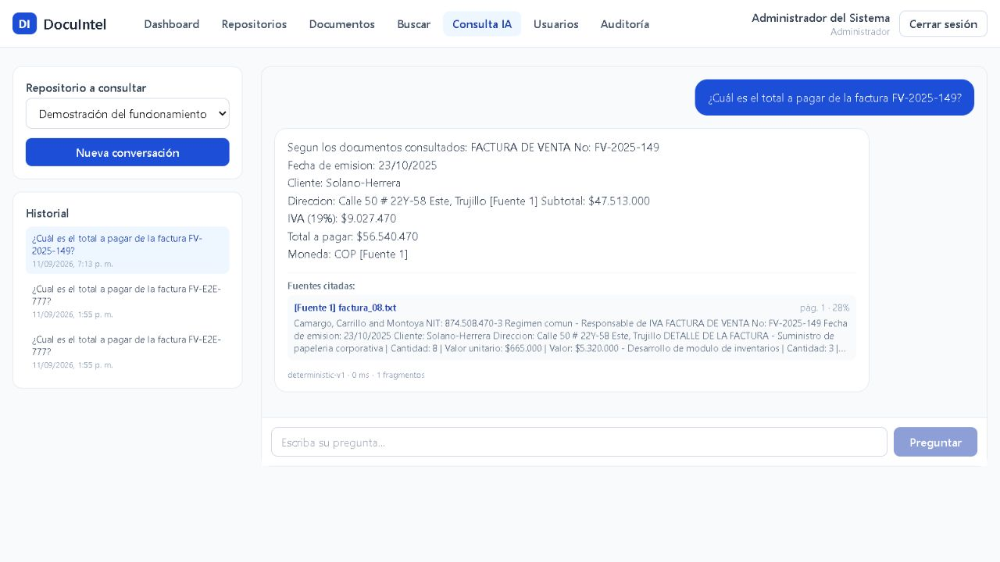 DI DocuIntel
Dashboard
Repositorios
Documentos
Buscar
Consulta IA
Usuarios
Auditoría
Administrador del Sistema
Administrador
Cerrar sesión
Repositorio a consultar
Demostración del funcionamiento
Nueva conversación
Historial
¿Cuál es el total a pagar de la factura FV-
2025-149?
11/09/2026, 7:13 p. m.
¿Cual es el total a pagar de la factura FV-E2E-
777?
11/09/2026, 1:55 p. m.
¿Cual es el total a pagar de la factura FV-E2E-
777?
11/09/2026, 1:55 p. m.
¿Cuál es el total a pagar de la factura FV-2025-149?
Segun los documentos consultados: FACTURA DE VENTA No: FV-2025-149
Fecha de emision: 23/10/2025
Cliente: Solano-Herrera
Direccion: Calle 50 # 22Y-58 Este, Trujillo [Fuente 1] Subtotal: $47.513.000
IVA (19%): $9.027.470
Total a pagar: $56.540.470
Moneda: COP [Fuente 1]
Fuentes citadas:
[Fuente 1] factura_08.txt
pág. 1 · 28%
Camargo, Carrillo and Montoya NIT: 874.508.470-3 Regimen comun - Responsable de IVA FACTURA DE VENTA No: FV-2025-149 Fecha
de emision: 23/10/2025 Cliente: Solano-Herrera Direccion: Calle 50 # 22Y-58 Este, Trujillo DETALLE DE LA FACTURA - Suministro de
papeleria corporativa | Cantidad: 8 | Valor unitario: $665.000 | Valor: $5.320.000 - Desarrollo de modulo de inventarios | Cantidad: 3 |...
deterministic-v1 · 0 ms · 1 fragmentos
Escriba su pregunta...
Preguntar